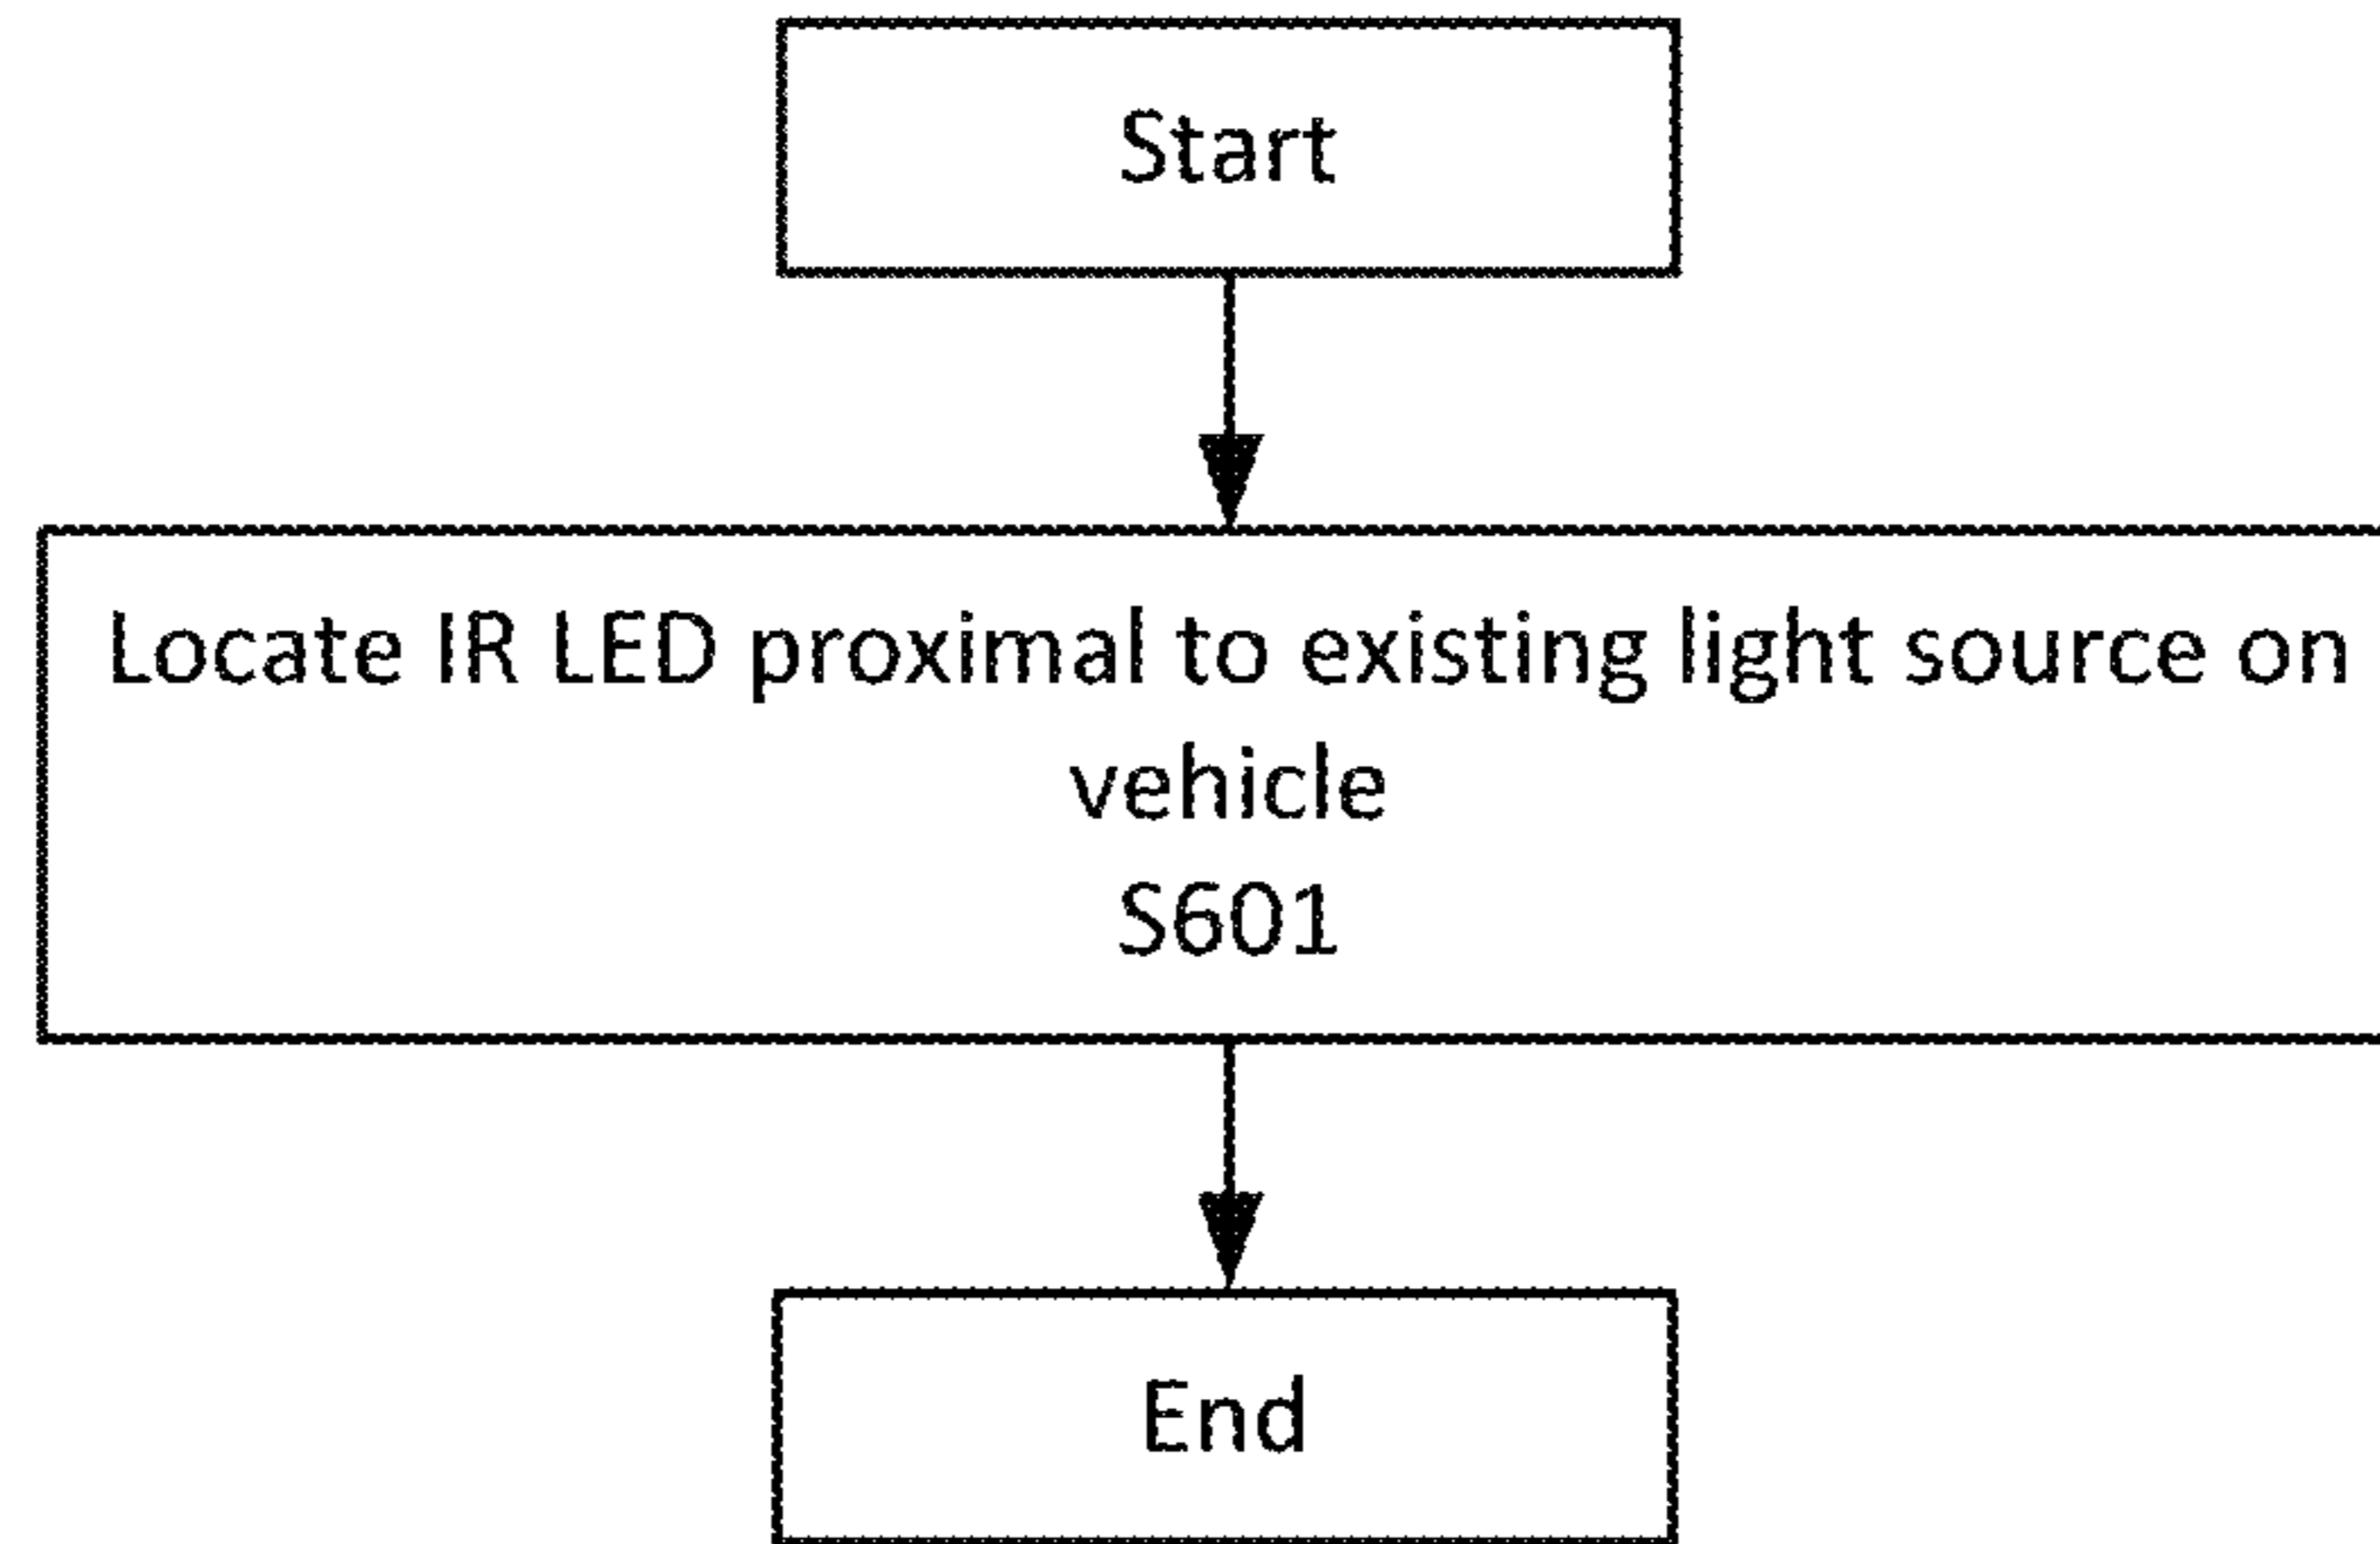 Start
Locate IR LED proximal to existing light source on
vehicle
S601
End